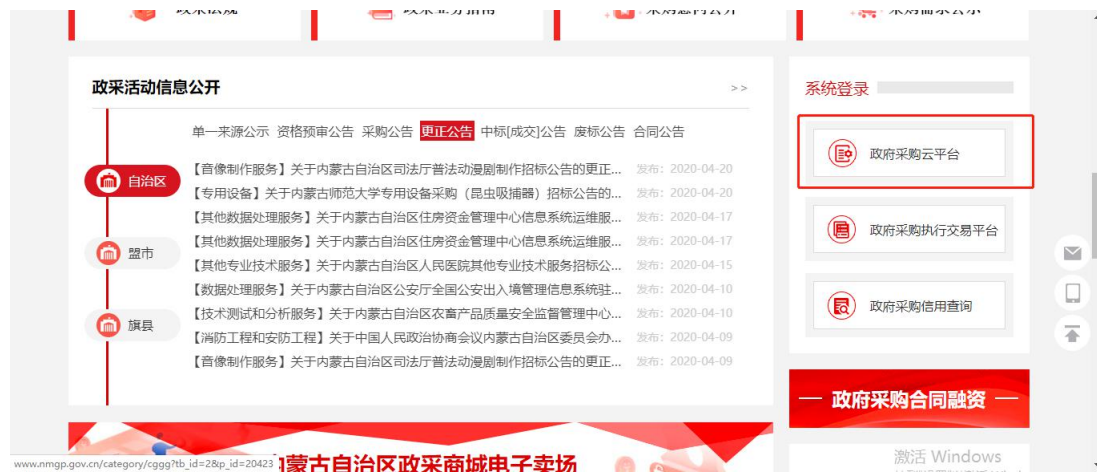 政采法规
政采业务指南
采购意向公开
采购需求公示
政采活动信息公开
>>
单一来源公示 资格预审公告 采购公告 更正公告 中标[成交]公告 废标公告 合同公告
自治区
盟市
旗县
【音像制作服务】关于内蒙古自治区司法厅普法动漫剧制作招标公告的更正... 发布：2020-04-20
【专用设备】关于内蒙古师范大学专用设备采购（昆虫吸捕器）招标公告的... 发布：2020-04-20
【其他数据处理服务】关于内蒙古自治区住房资金管理中心信息系统运维服... 发布：2020-04-17
【其他数据处理服务】关于内蒙古自治区住房资金管理中心信息系统运维服... 发布：2020-04-17
【其他专业技术服务】关于内蒙古自治区人民医院其他专业技术服务招标公... 发布：2020-04-15
【数据处理服务】关于内蒙古自治区公安厅全国公安出入境管理信息系统驻... 发布：2020-04-10
【技术测试和分析服务】关于内蒙古自治区农畜产品质量安全监督管理中心... 发布：2020-04-10
【消防工程和安防工程】关于中国人民政治协商会议内蒙古自治区委员会办... 发布：2020-04-09
【音像制作服务】关于内蒙古自治区司法厅普法动漫剧制作招标公告的更正... 发布：2020-04-09
系统登录
政府采购云平台
政府采购执行交易平台
政府采购信用查询
政府采购合同融资
蒙古自治区政采商城电子卖场
激活 Windows
www.nmgp.gov.cn/category/cggg?tb_id=2&p_id=20423